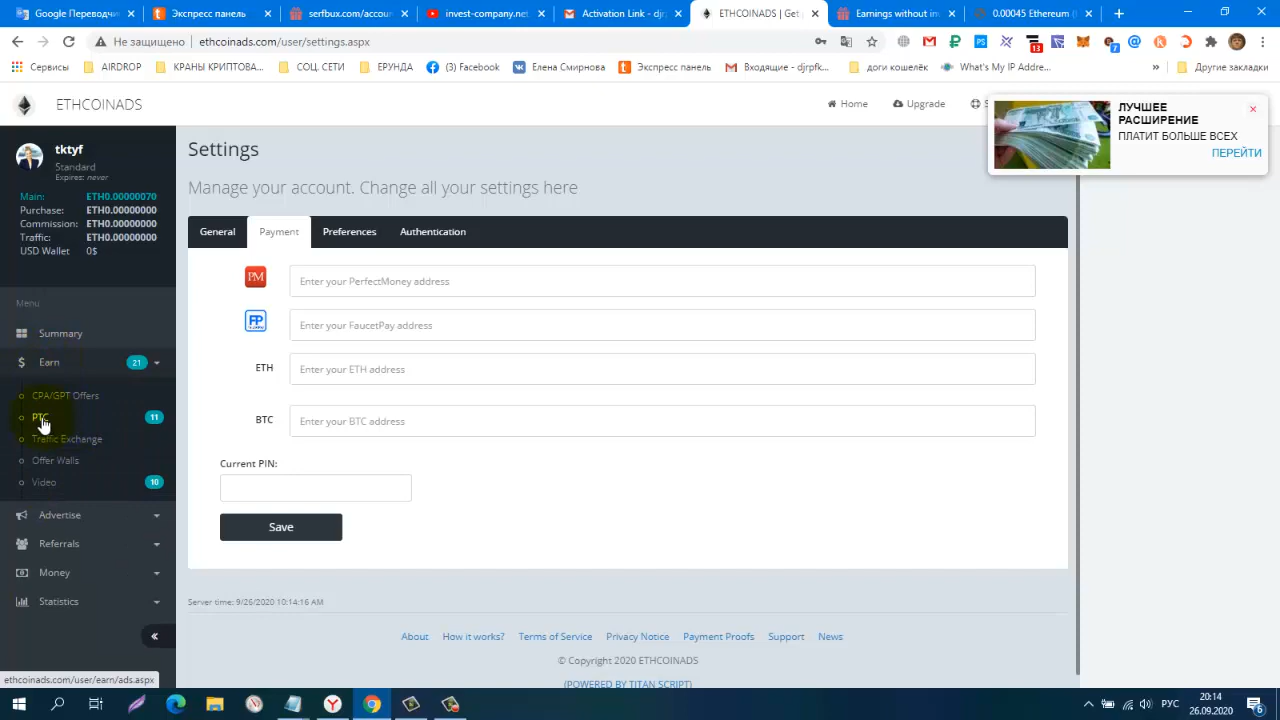 Google Переводчик
Экспресс панель
serfbux.com/accoun
invest-company.net
Activation Link - djr
ETHCOINADS | Get
Earnings without in
0.00045 Ethereum (
Не защищено | ethcoinads.com/user/settings.aspx
13
7
Сервисы
AIRDROP
КРАНЫ КРИПТОВА...
СОЦ. СЕТИ
ЕРУНДА
(3) Facebook
Елена Смирнова
Экспресс панель
Входящие - djrpfk...
доги кошелёк
What's My IP Addre...
»
Другие закладки
ETHCOINADS
Home
Upgrade
S
ЛУЧШЕЕ
РАСШИРЕНИЕ
ПЛАТИТ БОЛЬШЕ ВСЕХ
ПЕРЕЙТИ
tktyf
Standard
Expires: never
Main: ETH0.00000070
Purchase: ETH0.00000000
Commission: ETH0.00000000
Traffic: ETH0.00000000
USD Wallet 0$
Menu
Summary
Earn 21
CPA/GPT Offers
PTC 11
Traffic Exchange
Offer Walls
Video 10
Advertise
Referrals
Money
Statistics
Settings
Manage your account. Change all your settings here
General
Payment
Preferences
Authentication
PM
Enter your PerfectMoney address
FP
Enter your FaucetPay address
ETH
Enter your ETH address
BTC
Enter your BTC address
Current PIN:
Save
Server time: 9/26/2020 10:14:16 AM
About
How it works?
Terms of Service
Privacy Notice
Payment Proofs
Support
News
© Copyright 2020 ETHCOINADS
(POWERED BY TITAN SCRIPT)
ethcoinads.com/user/earn/ads.aspx
РУС
20:14
26.09.2020
6